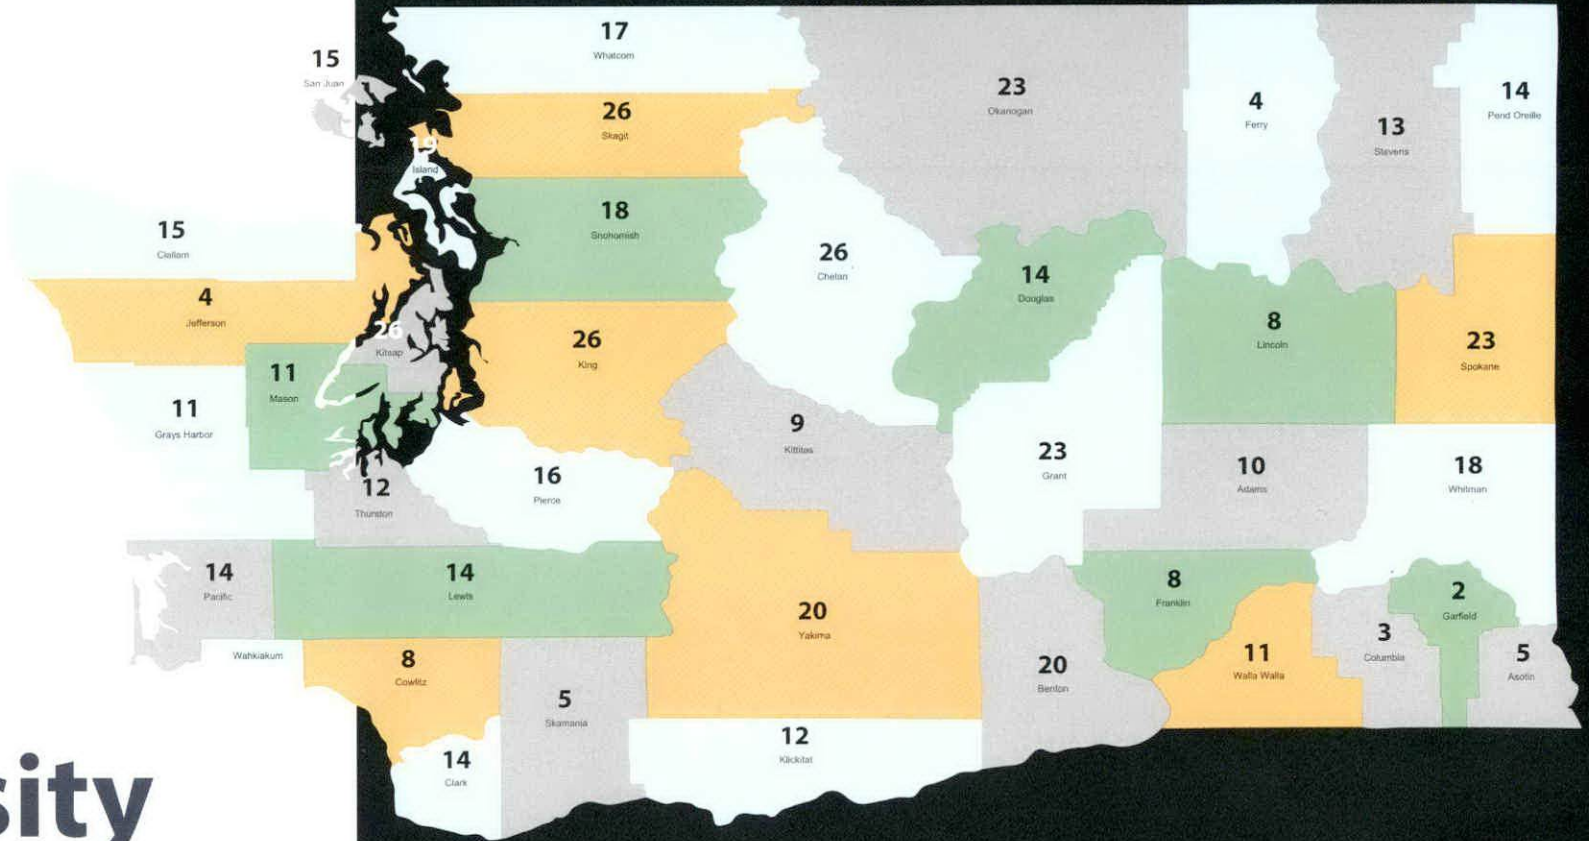 17
Whatcom
15
San Juan
23
Okanogan
4
Ferry
14
Pend Oreille
26
Skagit
13
Stevens
19
Island
18
Snohomish
15
Clallam
26
Chelan
14
Douglas
4
Jefferson
26
Kitsap
26
King
8
Lincoln
23
Spokane
11
Mason
11
Grays Harbor
9
Kittitas
23
Grant
10
Adams
18
Whitman
16
Pierce
12
Thurston
14
Pacific
14
Lewis
8
Franklin
2
Garfield
20
Yakima
Wahkiakum
8
Cowlitz
20
Benton
11
Walla Walla
3
Columbia
5
Asotin
5
Skamania
12
Klickitat
14
Clark
sity